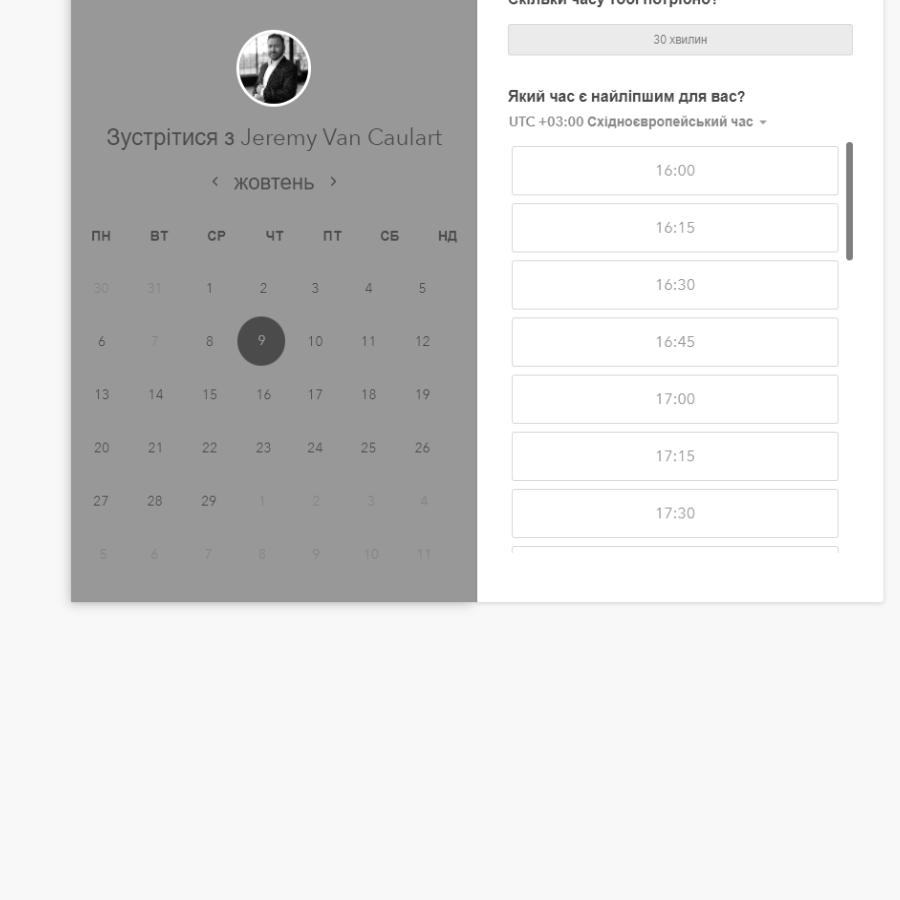 Зустрітися з Jeremy Van Caulart
жовтень
ПН ВТ СР ЧТ ПТ СБ НД
30 31 1 2 3 4 5
6 7 8 9 10 11 12
13 14 15 16 17 18 19
20 21 22 23 24 25 26
27 28 29 1 2 3 4
5 6 7 8 9 10 11
Скільки часу тобі потрібно?
30 хвилин
Який час є найліпшим для вас?
UTC +03:00 Східноєвропейський час
16:00
16:15
16:30
16:45
17:00
17:15
17:30